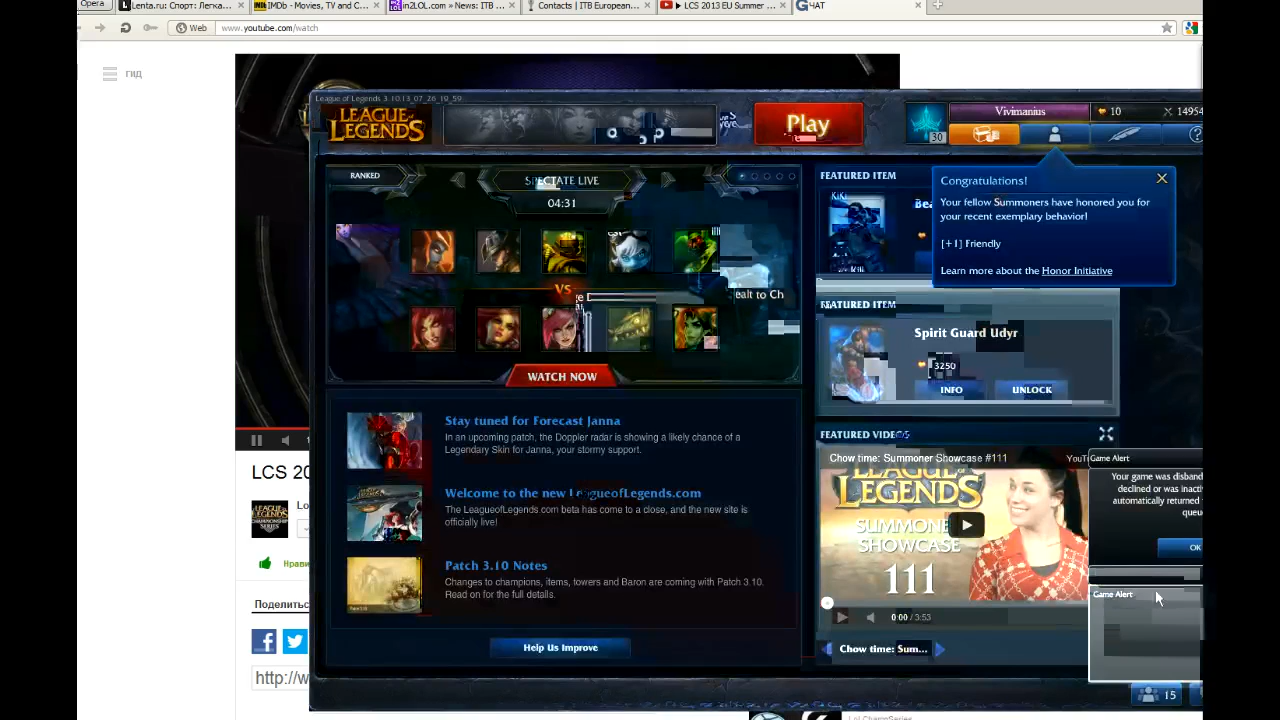 Opera
Lenta.ru: Спорт: Легка...
IMDb - Movies, TV and C...
in2LOL.com » News: ITB ...
Contacts | ITB European...
LCS 2013 EU Summer ...
ЧАТ
Web
www.youtube.com/watch
гид
League of Legends 3.10.13_07_26_19_59
LEAGUE of LEGENDS
Play
30
Vivimanius
10
14954
RANKED
SPECTATE LIVE
04:31
VS
ealt to Ch
WATCH NOW
FEATURED ITEM
KiKi
Congratulations!
Your fellow Summoners have honored you for
your recent exemplary behavior!
[+1] Friendly
Learn more about the Honor Initiative
FEATURED ITEM
Spirit Guard Udyr
3250
INFO
UNLOCK
Stay tuned for Forecast Janna
In an upcoming patch, the Doppler radar is showing a likely chance of a
Legendary Skin for Janna, your stormy support.
Welcome to the new LeagueofLegends.com
The LeagueofLegends com beta has come to a close, and the new site is
officially live!
Patch 3.10 Notes
Changes to champions, items, towers and Baron are coming with Patch 3.10.
Read on for the full details.
Help Us Improve
FEATURED VIDEOS
Chow time: Summoner Showcase #111
YouT
LEAGUE OF
LEGENDS
SUMMONER
SHOWCASE
111
0:00 / 3:53
Chow time: Sum...
Game Alert
Your game was disband
declined or was inacti
automatically returned
queu
OK
Game Alert
15
LCS 20
Lo
Нрави
Поделитьс
http://w
LoLChampSeries